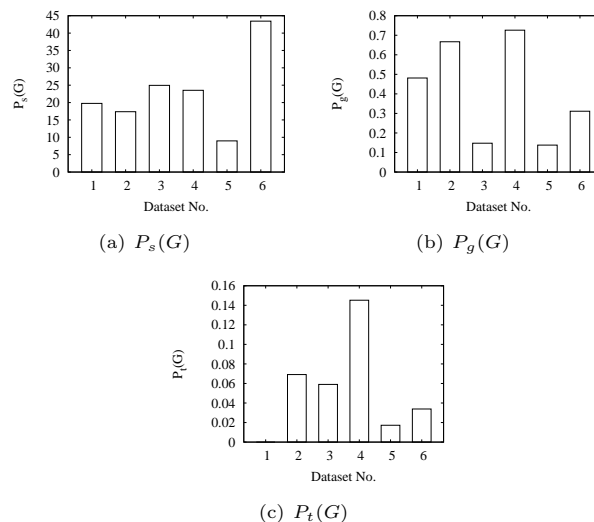 45
40
35
30
25
20
15
10
5
0
P_s(G)
1 2 3 4 5 6
Dataset No.
(a) P_s(G)
0.8
0.7
0.6
0.5
0.4
0.3
0.2
0.1
0
P_g(G)
1 2 3 4 5 6
Dataset No.
(b) P_g(G)
0.16
0.14
0.12
0.1
0.08
0.06
0.04
0.02
0
P_t(G)
1 2 3 4 5 6
Dataset No.
(c) P_t(G)